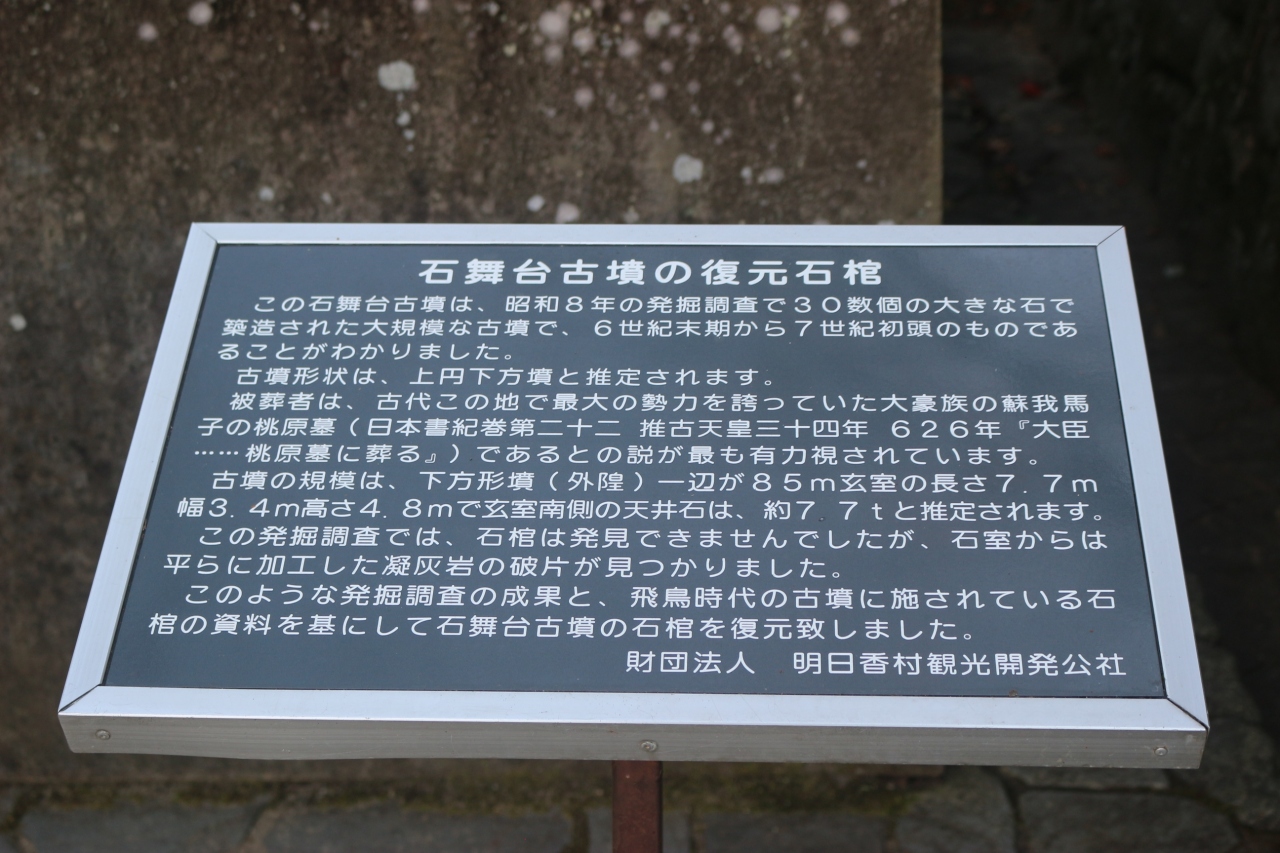 石舞台古墳の復元石棺
この石舞台古墳は、昭和８年の発掘調査で３０数個の大きな石で
築造された大規模な古墳で、６世紀末期から７世紀初頭のものであ
ることがわかりました。
古墳形状は、上円下方墳と推定されます。
被葬者は、古代この地で最大の勢力を誇っていた大豪族の蘇我馬
子の桃原墓（日本書紀巻第二十二 推古天皇三十四年 ６２６年『大臣
……桃原墓に葬る』）であるとの説が最も有力視されています。
古墳の規模は、下方形墳（外隍）一辺が８５ｍ玄室の長さ７．７ｍ
幅３．４ｍ高さ４．８ｍで玄室南側の天井石は、約７７ｔと推定されます。
この発掘調査では、石棺は発見できませんでしたが、石室からは
平らに加工した凝灰岩の破片が見つかりました。
このような発掘調査の成果と、飛鳥時代の古墳に施されている石
棺の資料を基にして石舞台古墳の石棺を復元致しました。
財団法人　明日香村観光開発公社